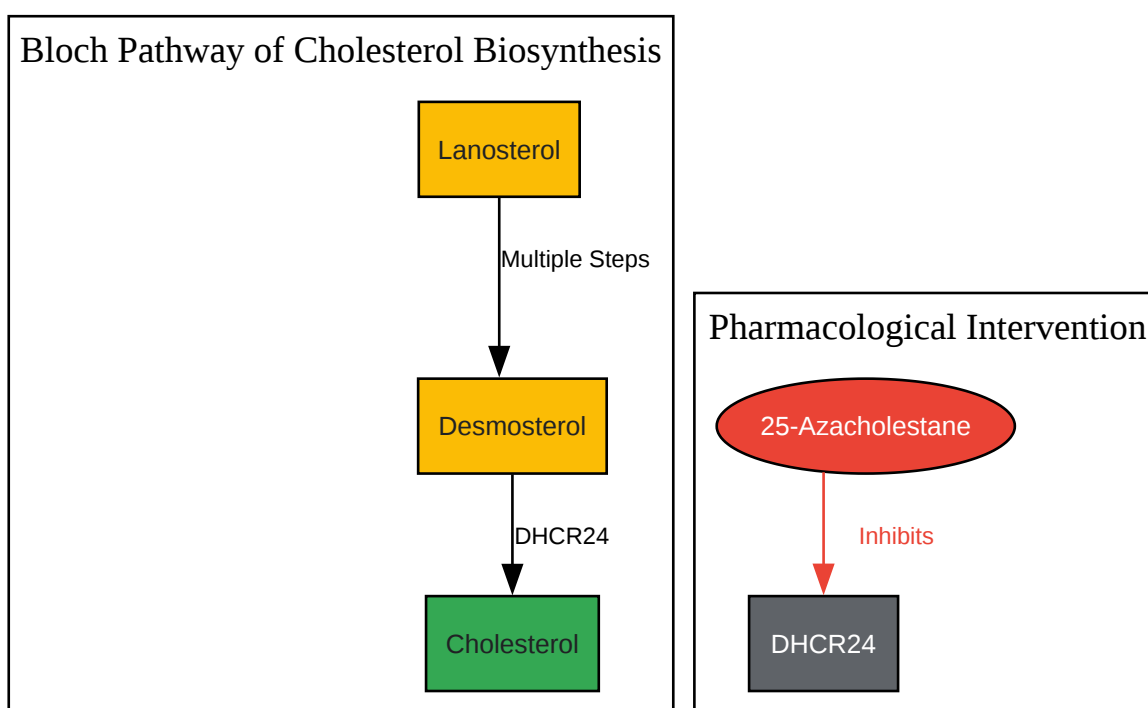 Bloch Pathway of Cholesterol Biosynthesis
Lanosterol
Multiple Steps
Desmosterol
DHCR24
Cholesterol
Pharmacological Intervention
25-Azacholestane
Inhibits
DHCR24